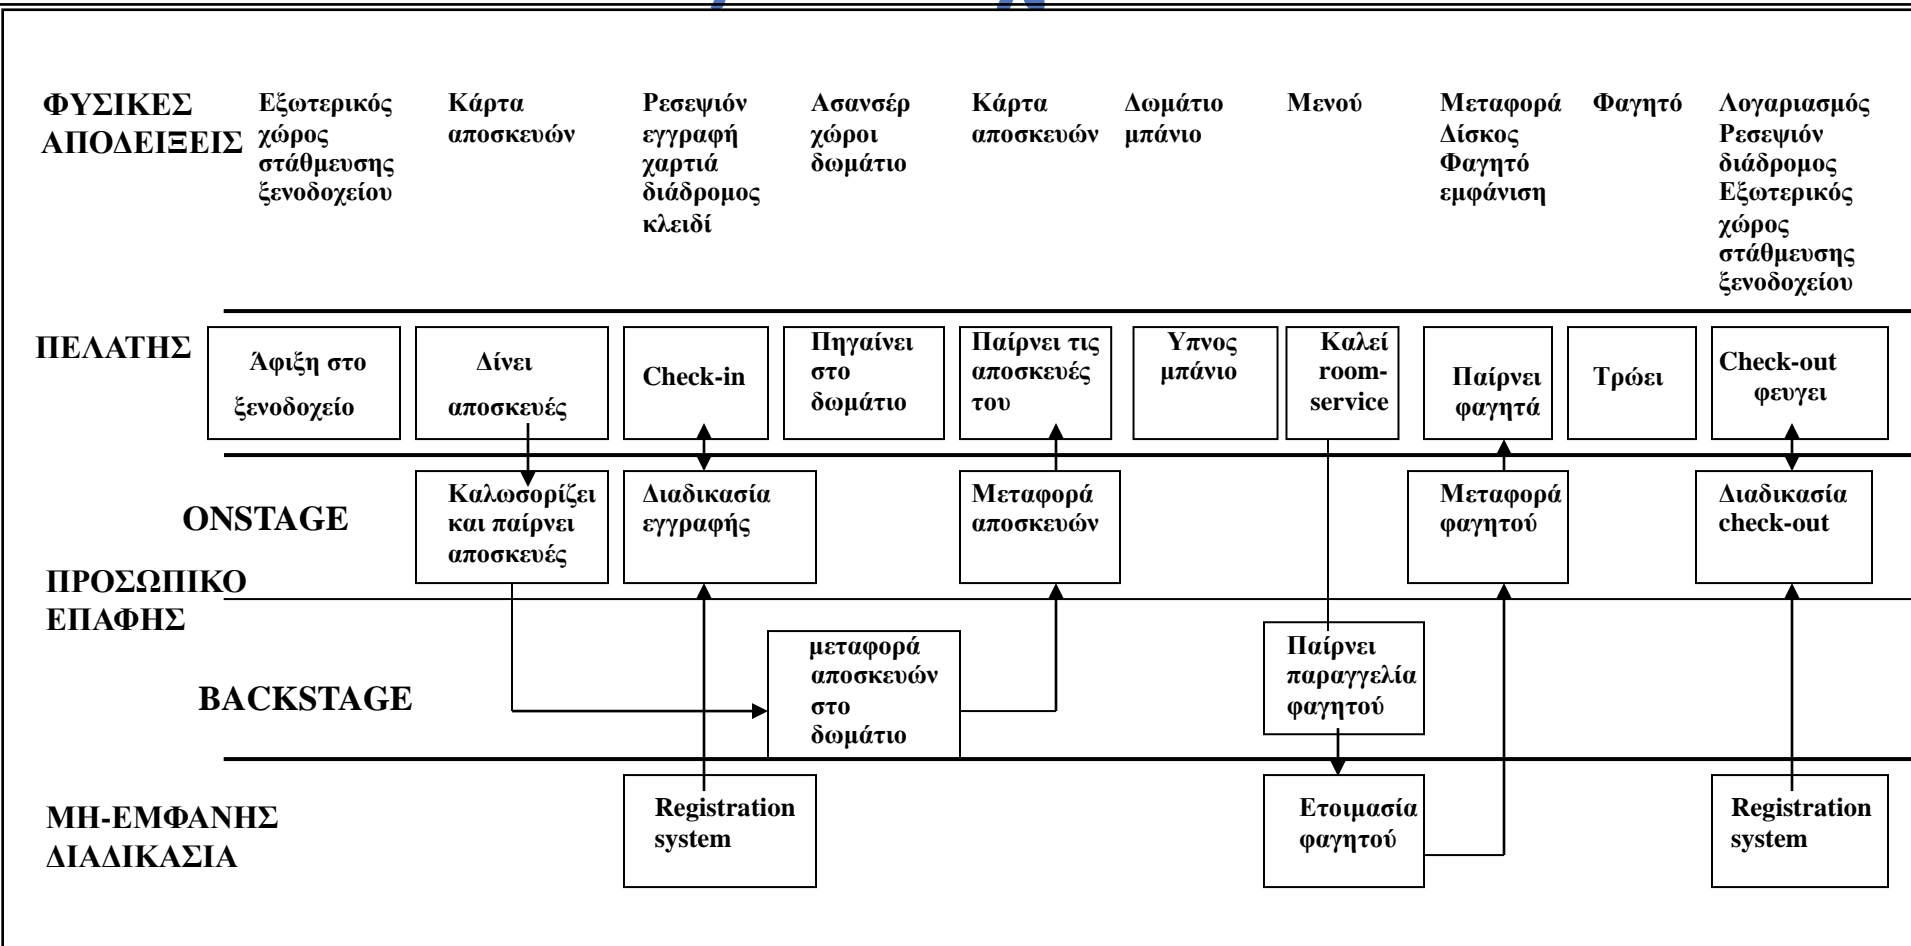 ΦΥΣΙΚΕΣ
ΑΠΟΔΕΙΞΕΙΣ
Εξωτερικός
χώρος
στάθμευσης
ξενοδοχείου
Κάρτα
αποσκευών
Ρεσεψιόν
εγγραφή
χαρτιά
διάδρομος
κλειδί
Ασανσέρ
χώροι
δωμάτιο
Κάρτα
αποσκευών
Δωμάτιο
μπάνιο
Μενού
Μεταφορά
Δίσκος
Φαγητό
εμφάνιση
Φαγητό
Λογαριασμός
Ρεσεψιόν
διάδρομος
Εξωτερικός
χώρος
στάθμευσης
ξενοδοχείου
ΠΕΛΑΤΗΣ
Άφιξη στο
ξενοδοχείο
Δίνει
αποσκευές
Check-in
Πηγαίνει
στο
δωμάτιο
Παίρνει τις
αποσκευές
του
Υπνος
μπάνιο
Καλεί
room-
service
Παίρνει
φαγητά
Τρώει
Check-out
φευγει
ONSTAGE
Καλωσορίζει
και παίρνει
αποσκευές
Διαδικασία
εγγραφής
Μεταφορά
αποσκευών
Μεταφορά
φαγητού
Διαδικασία
check-out
ΠΡΟΣΩΠΙΚΟ
ΕΠΑΦΗΣ
BACKSTAGE
μεταφορά
αποσκευών
στο
δωμάτιο
Παίρνει
παραγγελία
φαγητού
ΜΗ-ΕΜΦΑΝΗΣ
ΔΙΑΔΙΚΑΣΙΑ
Registration
system
Ετοιμασία
φαγητού
Registration
system